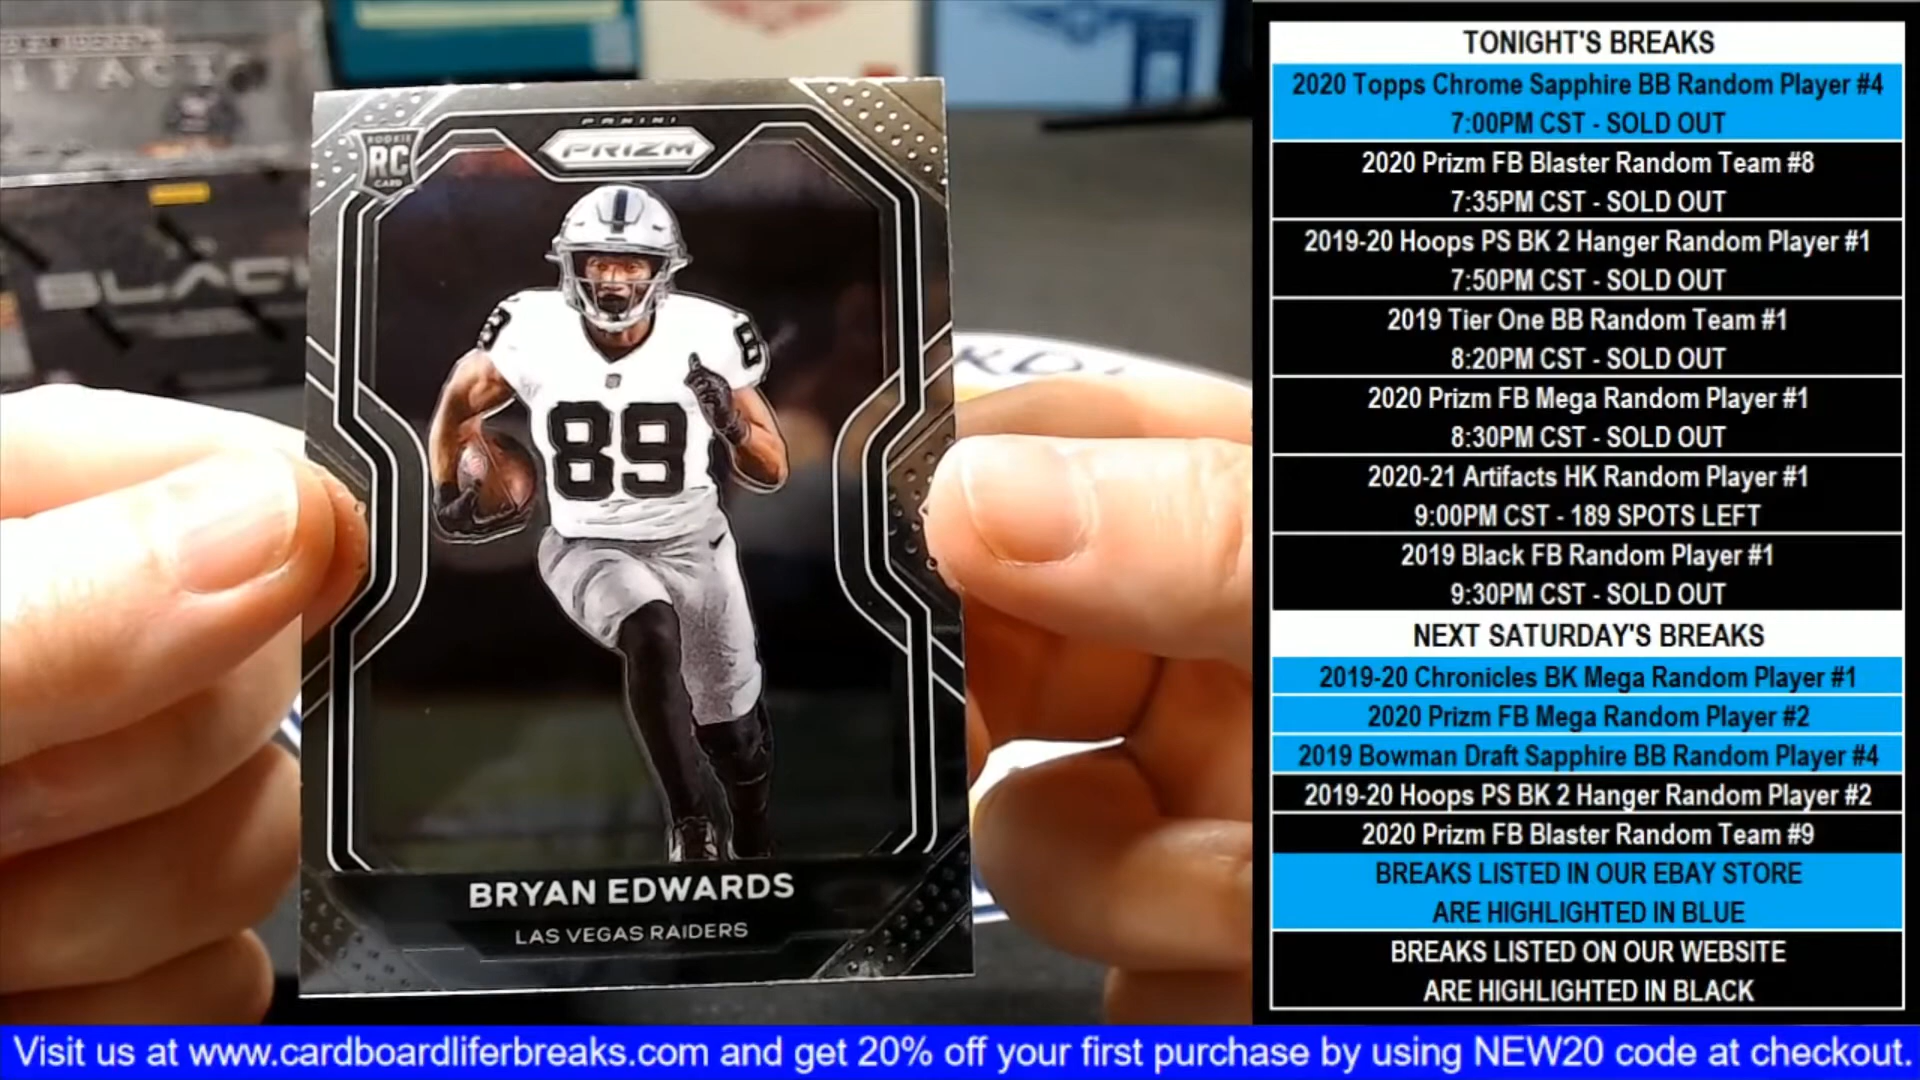 PANINI
PRIZM
ROOKIE
RC
CARD
8
89
89
BRYAN EDWARDS
LAS VEGAS RAIDERS
BLACK
TONIGHT'S BREAKS
2020 Topps Chrome Sapphire BB Random Player #4
7:00PM CST - SOLD OUT
2020 Prizm FB Blaster Random Team #8
7:35PM CST - SOLD OUT
2019-20 Hoops PS BK 2 Hanger Random Player #1
7:50PM CST - SOLD OUT
2019 Tier One BB Random Team #1
8:20PM CST - SOLD OUT
2020 Prizm FB Mega Random Player #1
8:30PM CST - SOLD OUT
2020-21 Artifacts HK Random Player #1
9:00PM CST - 189 SPOTS LEFT
2019 Black FB Random Player #1
9:30PM CST - SOLD OUT
NEXT SATURDAY'S BREAKS
2019-20 Chronicles BK Mega Random Player #1
2020 Prizm FB Mega Random Player #2
2019 Bowman Draft Sapphire BB Random Player #4
2019-20 Hoops PS BK 2 Hanger Random Player #2
2020 Prizm FB Blaster Random Team #9
BREAKS LISTED IN OUR EBAY STORE
ARE HIGHLIGHTED IN BLUE
BREAKS LISTED ON OUR WEBSITE
ARE HIGHLIGHTED IN BLACK
Visit us at www.cardboardliferbreaks.com and get 20% off your first purchase by using NEW20 code at checkout.